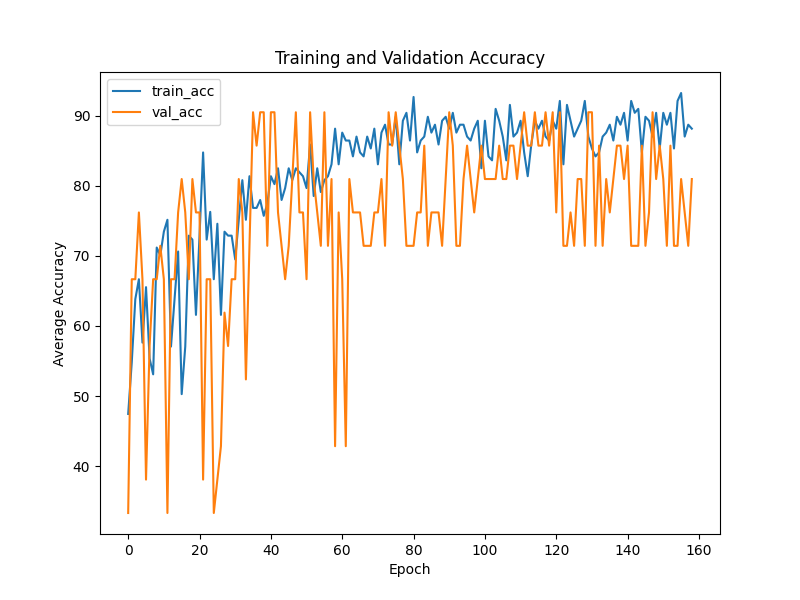 Training and Validation Accuracy
train_acc
val_acc
90
80
70
60
50
40
Average Accuracy
0 20 40 60 80 100 120 140 160
Epoch